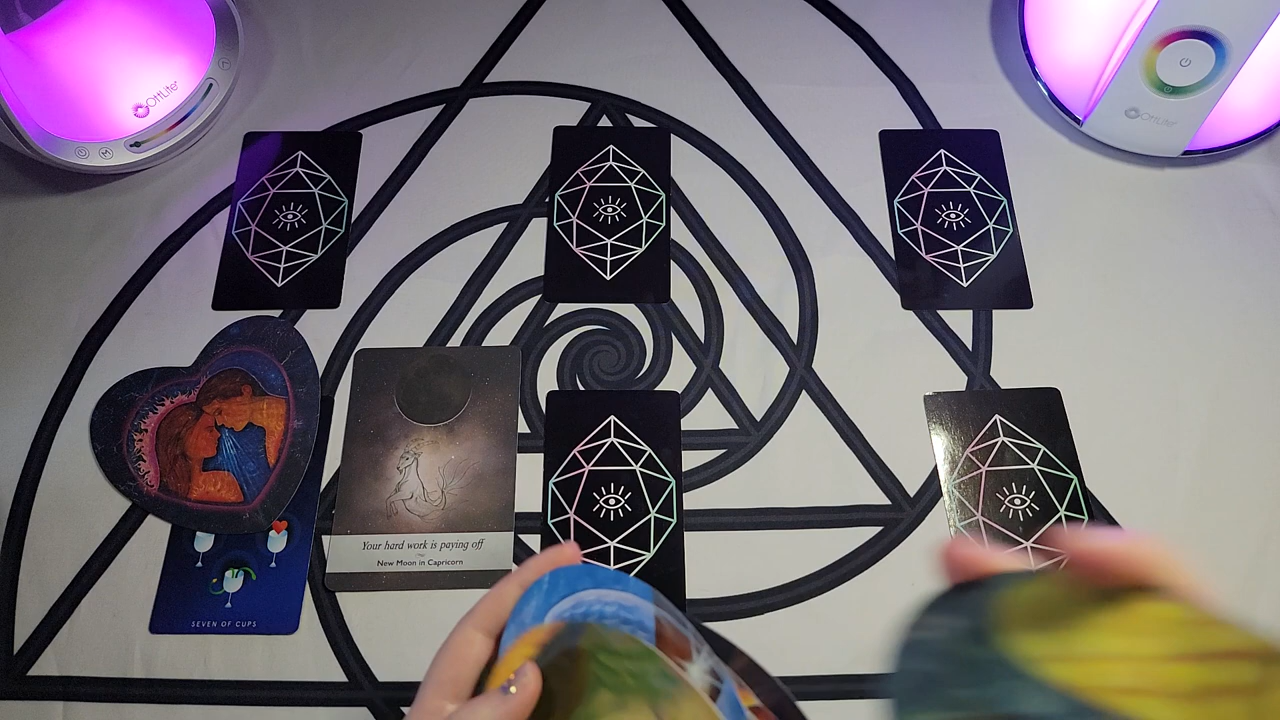 OttLite
OttLite
Your hard work is paying off
New Moon in Capricorn
SEVEN OF CUPS
M